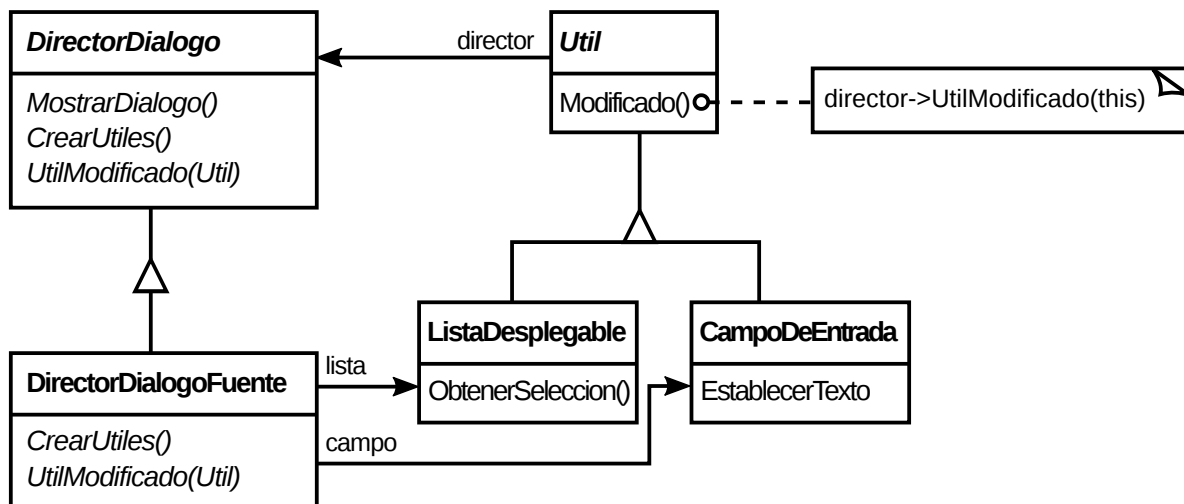 DirectorDialogo
MostrarDialogo()
CrearUtiles()
UtilModificado(Util)
director
Util
Modificado()
director->UtilModificado(this)
DirectorDialogoFuente
CrearUtiles()
UtilModificado(Util)
lista
campo
ListaDesplegable
ObtenerSeleccion()
CampoDeEntrada
EstablecerTexto